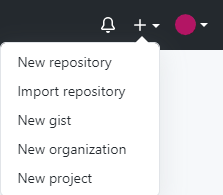 New repository
Import repository
New gist
New organization
New project